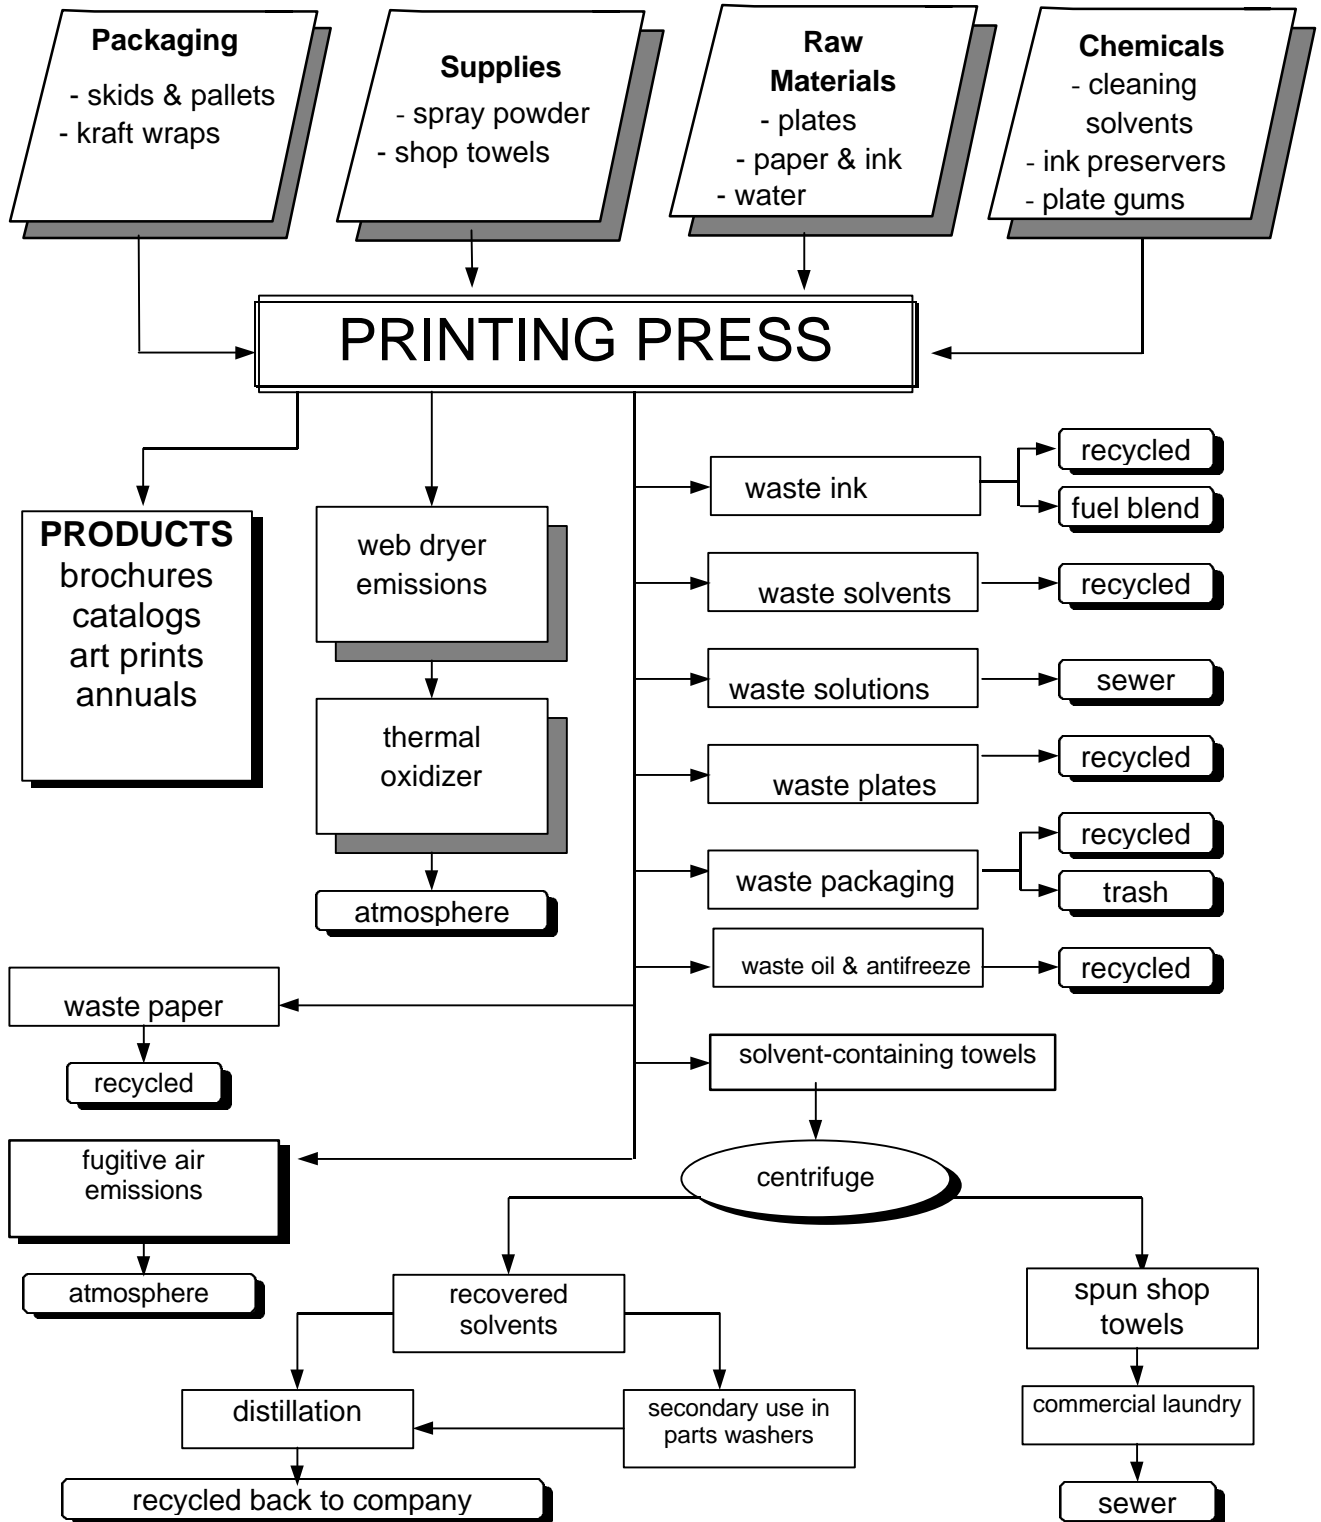 Packaging
- skids & pallets
- kraft wraps
Supplies
- spray powder
- shop towels
Raw
Materials
- plates
- paper & ink
- water
Chemicals
- cleaning
solvents
- ink preservers
- plate gums
PRINTING PRESS
PRODUCTS
brochures
catalogs
art prints
annuals
web dryer
emissions
thermal
oxidizer
atmosphere
waste ink
recycled
fuel blend
waste solvents
recycled
waste solutions
sewer
waste plates
recycled
waste packaging
recycled
trash
waste oil & antifreeze
recycled
waste paper
recycled
solvent-containing towels
fugitive air
emissions
atmosphere
centrifuge
recovered
solvents
spun shop
towels
distillation
secondary use in
parts washers
commercial laundry
recycled back to company
sewer